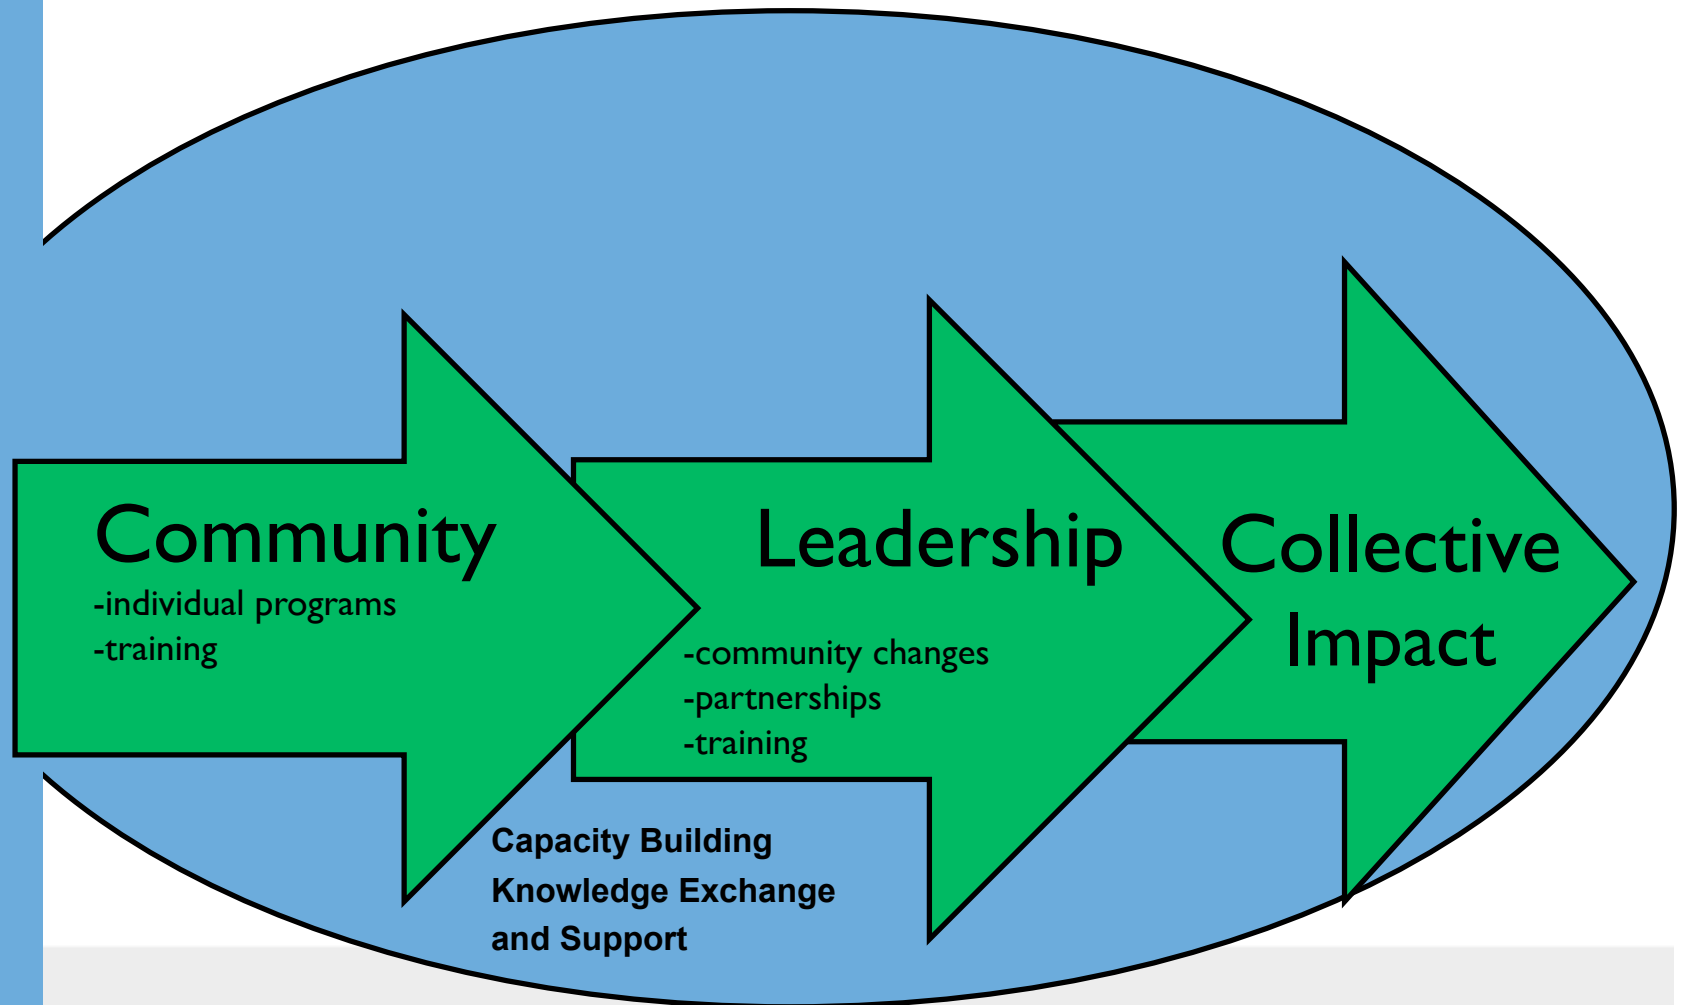 Community
-individual programs
-training
Leadership
-community changes
-partnerships
-training
Collective
Impact
Capacity Building
Knowledge Exchange
and Support